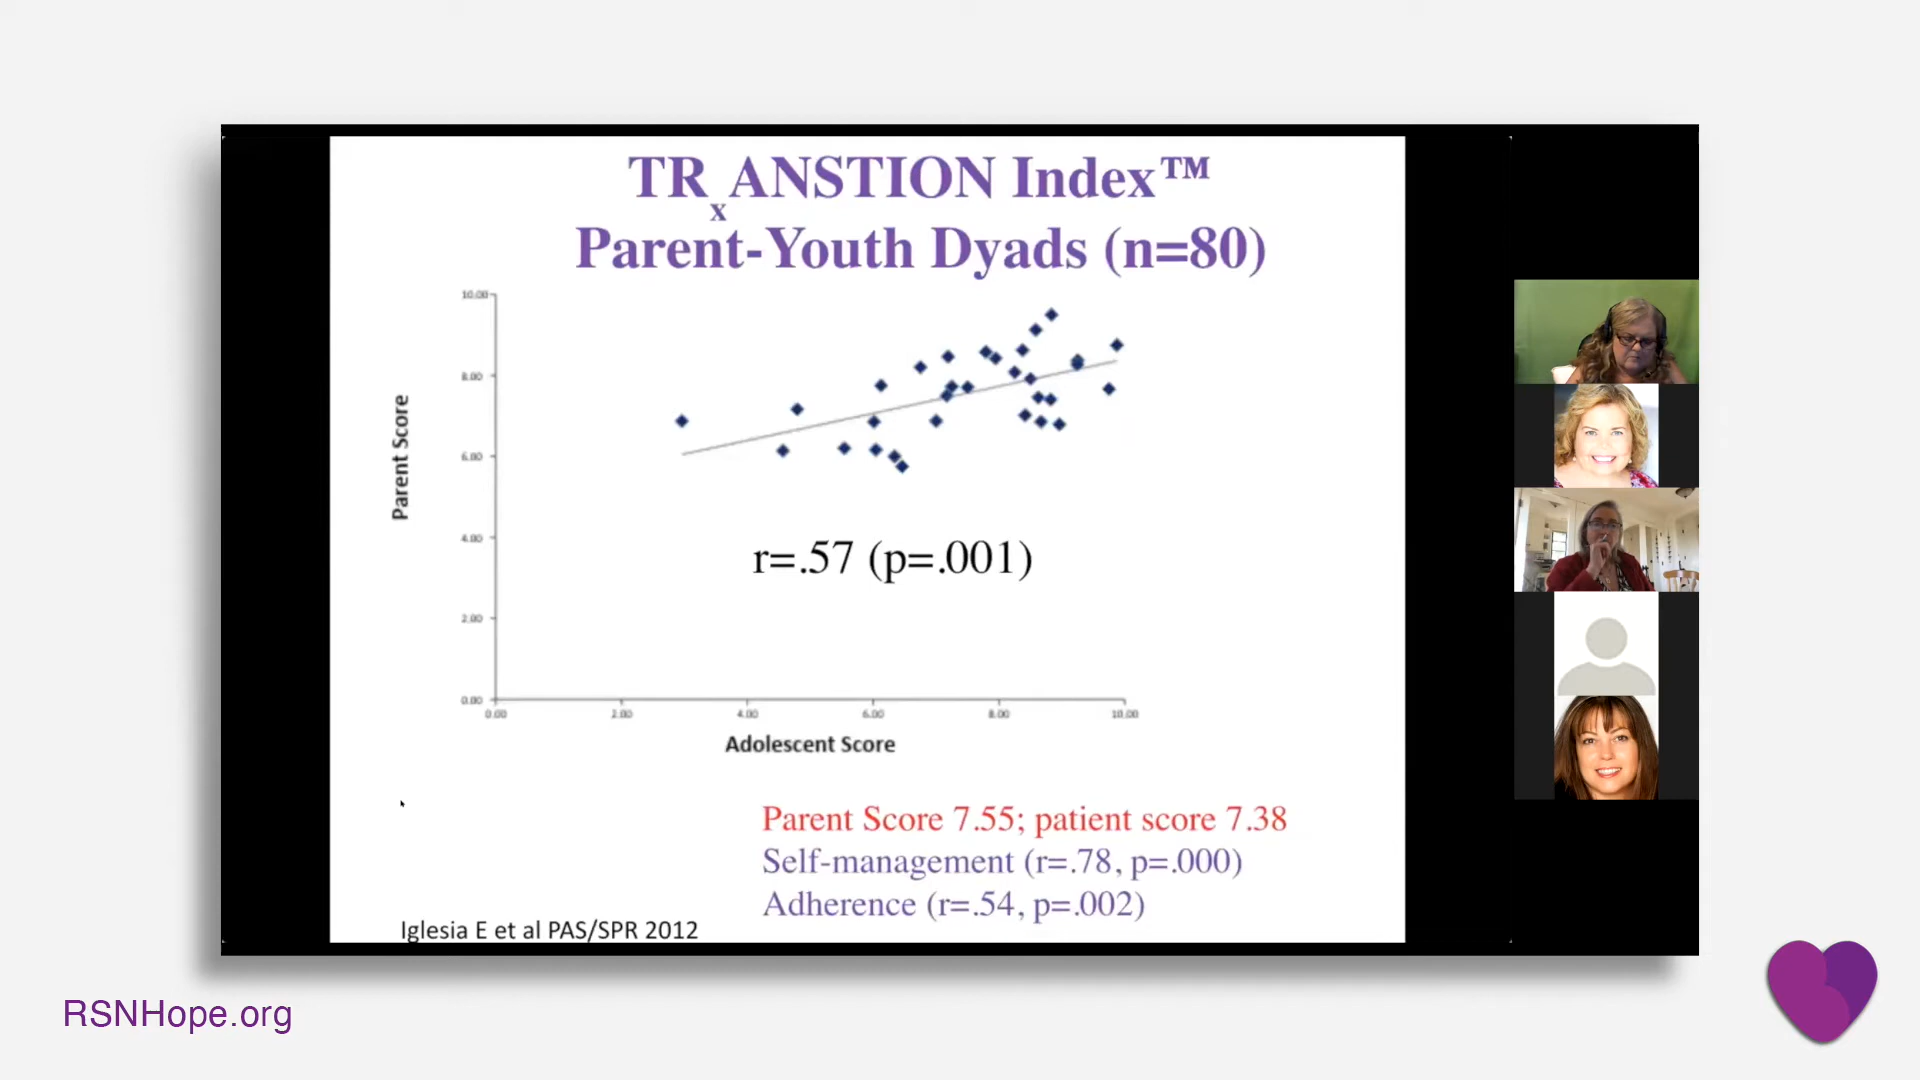 TRxANSTION Index™
Parent-Youth Dyads (n=80)
10.00
8.00
6.00
4.00
2.00
0.00
Parent Score
r=.57 (p=.001)
0.00 2.00 4.00 6.00 8.00 10.00
Adolescent Score
Parent Score 7.55; patient score 7.38
Self-management (r=.78, p=.000)
Adherence (r=.54, p=.002)
Iglesia E et al PAS/SPR 2012
RSNHope.org